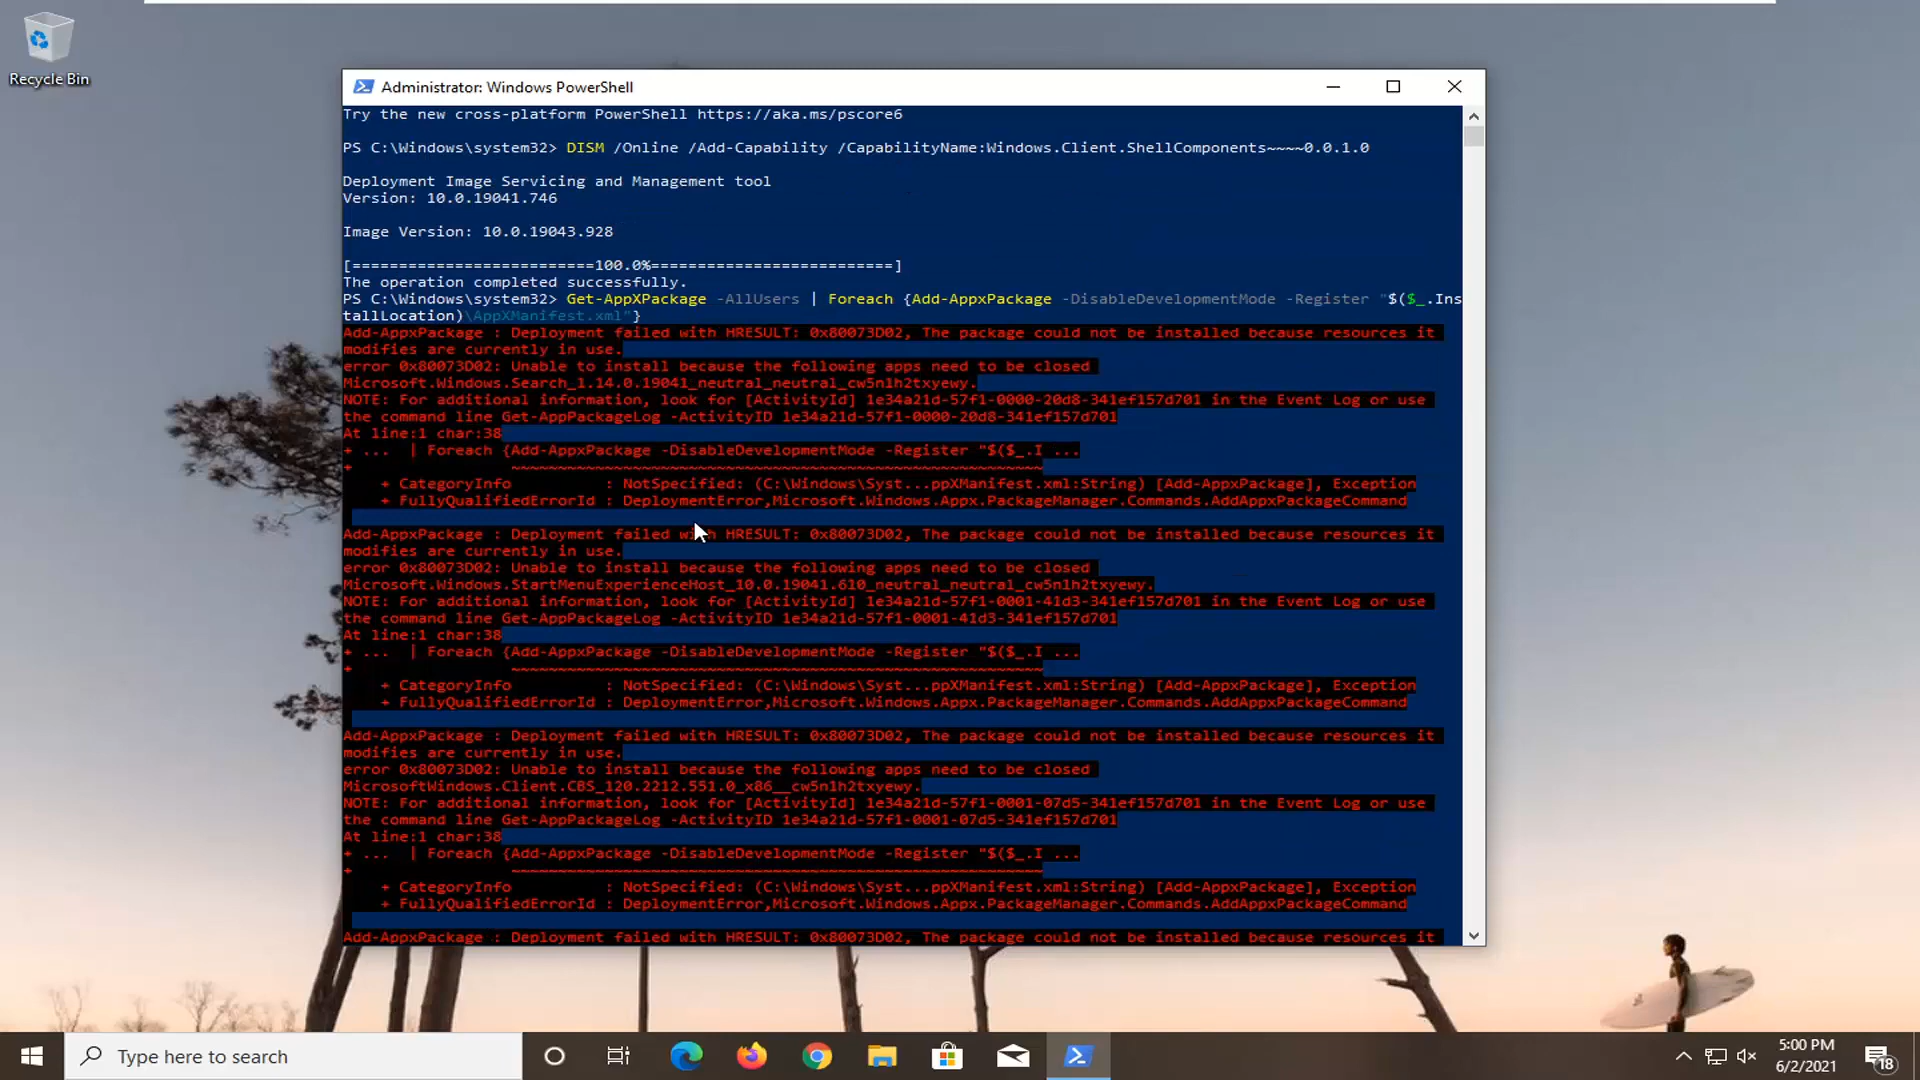 Recycle Bin
Administrator: Windows PowerShell
Try the new cross-platform PowerShell https://aka.ms/pscore6
PS C:\Windows\system32> DISM /Online /Add-Capability /CapabilityName:Windows.Client.ShellComponents~~~~0.0.1.0
Deployment Image Servicing and Management tool
Version: 10.0.19041.746
Image Version: 10.0.19043.928
[==========================100.0%==========================]
The operation completed successfully.
PS C:\Windows\system32> Get-AppXPackage -AllUsers | Foreach {Add-AppxPackage -DisableDevelopmentMode -Register "$($_.Ins
tallLocation)\AppXManifest.xml"}
Add-AppxPackage : Deployment failed with HRESULT: 0x80073D02, The package could not be installed because resources it
modifies are currently in use.
error 0x80073D02: Unable to install because the following apps need to be closed
Microsoft.Windows.Search_1.14.0.19041_neutral_neutral_cw5n1h2txyewy.
NOTE: For additional information, look for [ActivityId] 1e34a21d-57f1-0000-20d8-341ef157d701 in the Event Log or use
the command line Get-AppPackageLog -ActivityID 1e34a21d-57f1-0000-20d8-341ef157d701
At line:1 char:38
+ ...  | Foreach {Add-AppxPackage -DisableDevelopmentMode -Register "$($_.I ...
+                 ~~~~~~~~~~~~~~~~~~~~~~~~~~~~~~~~~~~~~~~~~~~~~~~~~~~~~~~~~
    + CategoryInfo          : NotSpecified: (C:\Windows\Syst...ppXManifest.xml:String) [Add-AppxPackage], Exception
    + FullyQualifiedErrorId : DeploymentError,Microsoft.Windows.Appx.PackageManager.Commands.AddAppxPackageCommand
Add-AppxPackage : Deployment failed with HRESULT: 0x80073D02, The package could not be installed because resources it
modifies are currently in use.
error 0x80073D02: Unable to install because the following apps need to be closed
Microsoft.Windows.StartMenuExperienceHost_10.0.19041.610_neutral_neutral_cw5n1h2txyewy.
NOTE: For additional information, look for [ActivityId] 1e34a21d-57f1-0001-41d3-341ef157d701 in the Event Log or use
the command line Get-AppPackageLog -ActivityID 1e34a21d-57f1-0001-41d3-341ef157d701
At line:1 char:38
+ ...  | Foreach {Add-AppxPackage -DisableDevelopmentMode -Register "$($_.I ...
+                 ~~~~~~~~~~~~~~~~~~~~~~~~~~~~~~~~~~~~~~~~~~~~~~~~~~~~~~~~~
    + CategoryInfo          : NotSpecified: (C:\Windows\Syst...ppXManifest.xml:String) [Add-AppxPackage], Exception
    + FullyQualifiedErrorId : DeploymentError,Microsoft.Windows.Appx.PackageManager.Commands.AddAppxPackageCommand
Add-AppxPackage : Deployment failed with HRESULT: 0x80073D02, The package could not be installed because resources it
modifies are currently in use.
error 0x80073D02: Unable to install because the following apps need to be closed
MicrosoftWindows.Client.CBS_120.2212.551.0_x86__cw5n1h2txyewy.
NOTE: For additional information, look for [ActivityId] 1e34a21d-57f1-0001-07d5-341ef157d701 in the Event Log or use
the command line Get-AppPackageLog -ActivityID 1e34a21d-57f1-0001-07d5-341ef157d701
At line:1 char:38
+ ...  | Foreach {Add-AppxPackage -DisableDevelopmentMode -Register "$($_.I ...
+                 ~~~~~~~~~~~~~~~~~~~~~~~~~~~~~~~~~~~~~~~~~~~~~~~~~~~~~~~~~
    + CategoryInfo          : NotSpecified: (C:\Windows\Syst...ppXManifest.xml:String) [Add-AppxPackage], Exception
    + FullyQualifiedErrorId : DeploymentError,Microsoft.Windows.Appx.PackageManager.Commands.AddAppxPackageCommand
Add-AppxPackage : Deployment failed with HRESULT: 0x80073D02, The package could not be installed because resources it
Type here to search
5:00 PM
6/2/2021
18